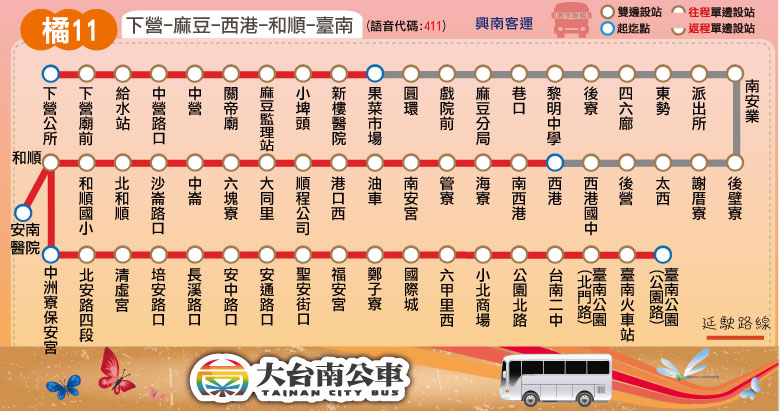 橘11
下營-麻豆-西港-和順-臺南
(語音代碼:411)
興南客運
雙邊設站
往程單邊設站
起迄點
返程單邊設站
下營公所
下營廟前
給水站
中營路口
中營
關帝廟
麻豆監理站
小埤頭
新樓醫院
果菜市場
圓環
戲院前
麻豆分局
巷口
黎明中學
後寮
四六廍
東勢
派出所
南安業
和順
和順國小
北和順
沙崙路口
中崙
六塊寮
大同里
順程公司
港口西
油車
南安宮
管寮
海寮
南西港
西港
西港國中
後營
太西
謝厝寮
後壁寮
安南
醫院
中洲寮保安宮
北安路四段
清虛宮
培安路口
長溪路口
安中路口
安通路口
聖安街口
福安宮
鄭子寮
國際城
六甲里西
小北商場
公園北路
台南二中
臺南公園
(北門路)
臺南火車站
臺南公園
(公園路)
延駛路線
大台南公車
TAINAN CITY BUS